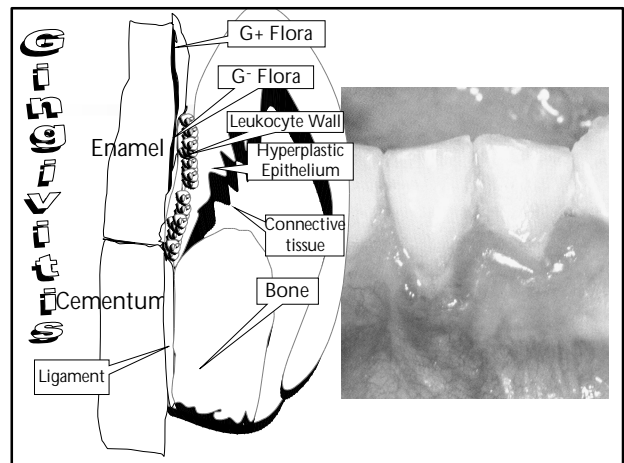 Gingivitis
G+ Flora
G- Flora
Enamel
Leukocyte Wall
Hyperplastic
Epithelium
Connective
tissue
Cementum
Bone
Ligament